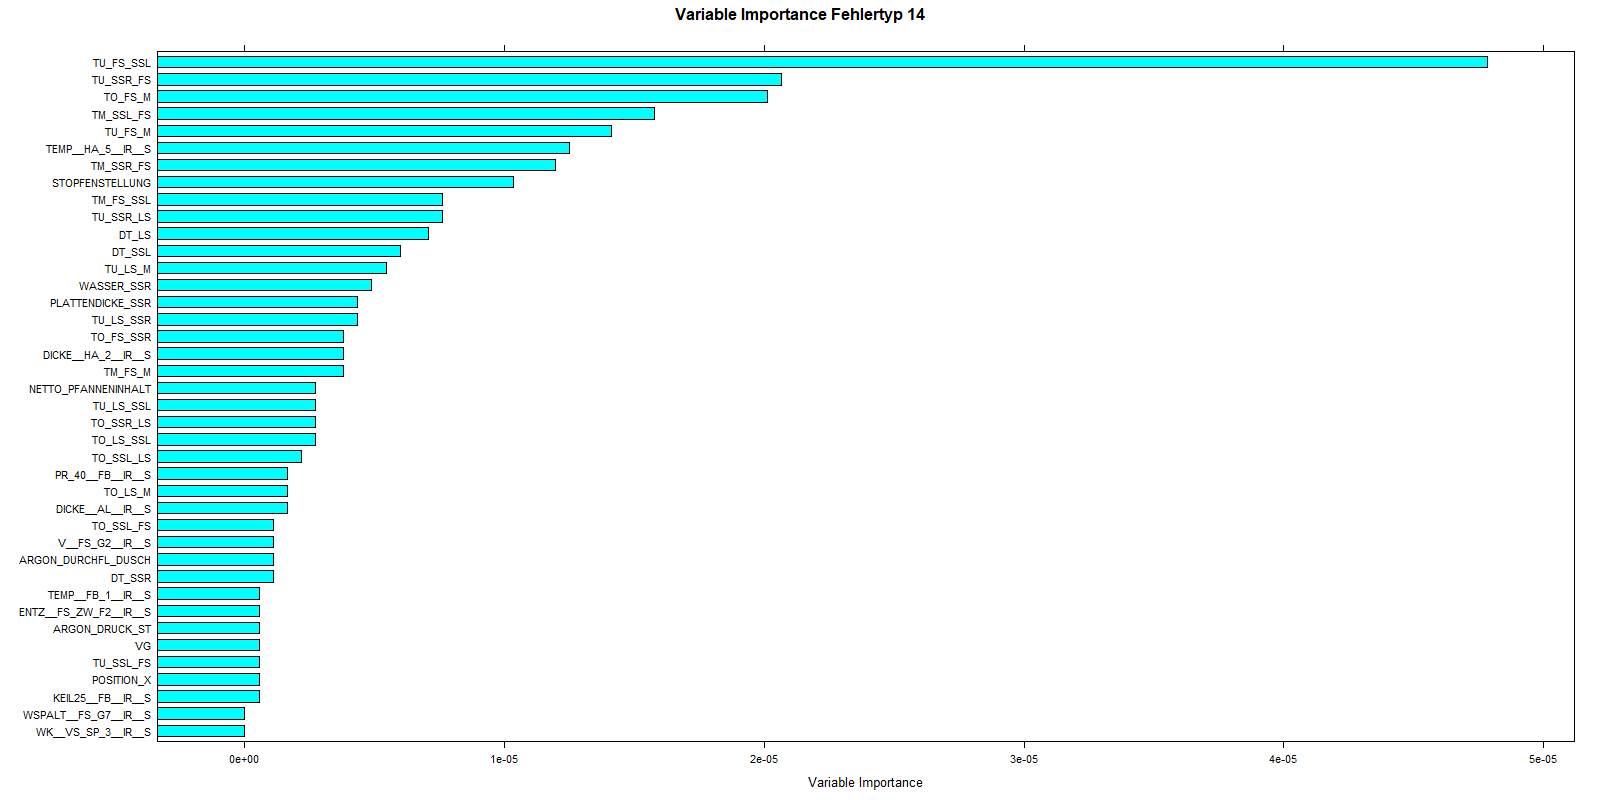 Variable Importance Fehlertyp 14
TU_FS_SSL
TU_SSR_FS
TO_FS_M
TM_SSL_FS
TU_FS_M
TEMP__HA_5__IR__S
TM_SSR_FS
STOPFENSTELLUNG
TM_FS_SSL
TU_SSR_LS
DT_LS
DT_SSL
TU_LS_M
WASSER_SSR
PLATTENDICKE_SSR
TU_LS_SSR
TO_FS_SSR
DICKE__HA_2__IR__S
TM_FS_M
NETTO_PFANNENINHALT
TU_LS_SSL
TO_SSR_LS
TO_LS_SSL
TO_SSL_LS
PR_40__FB__IR__S
TO_LS_M
DICKE__AL__IR__S
TO_SSL_FS
V__FS_G2__IR__S
ARGON_DURCHFL_DUSCH
DT_SSR
TEMP__FB_1__IR__S
ENTZ__FS_ZW_F2__IR__S
ARGON_DRUCK_ST
VG
TU_SSL_FS
POSITION_X
KEIL25__FB__IR__S
WSPALT__FS_G7__IR__S
WK__VS_SP_3__IR__S
0e+00 1e-05 2e-05 3e-05 4e-05 5e-05
Variable Importance